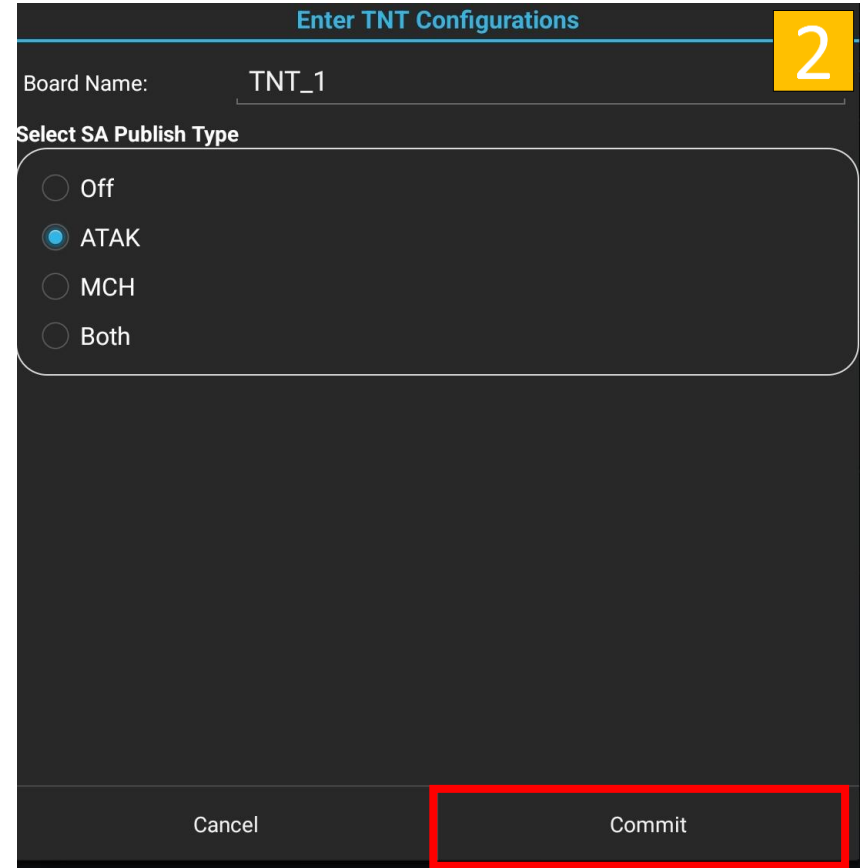 Enter TNT Configurations
2
Board Name: TNT_1
Select SA Publish Type
Off
ATAK
MCH
Both
Cancel Commit